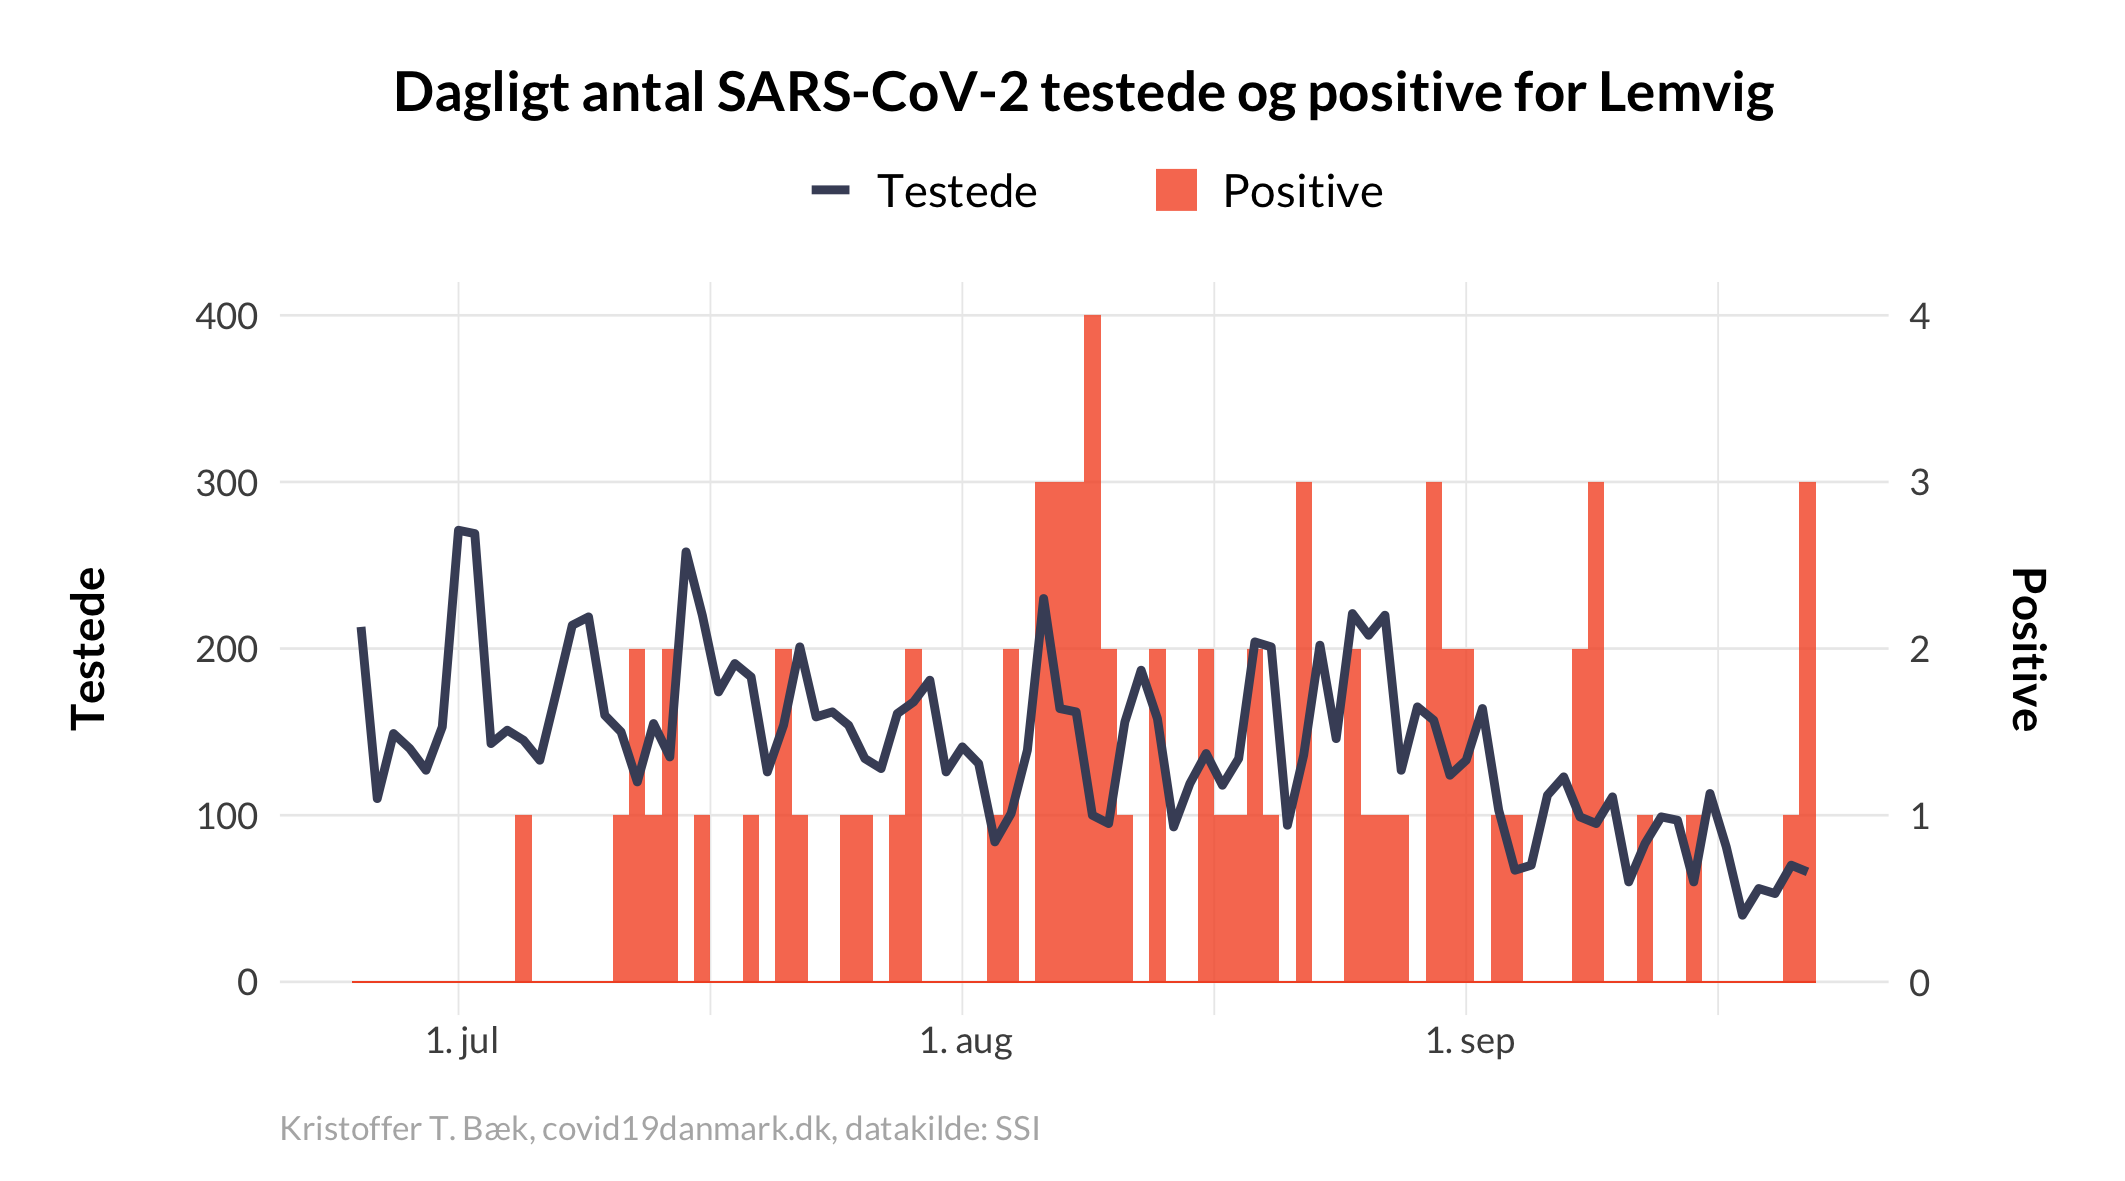 Dagligt antal SARS-CoV-2 testede og positive for Lemvig
Testede
Positive
400
300
200
100
0
4
3
2
1
0
Testede
Positive
1. jul
1. aug
1. sep
Kristoffer T. Bæk, covid19danmark.dk, datakilde: SSI